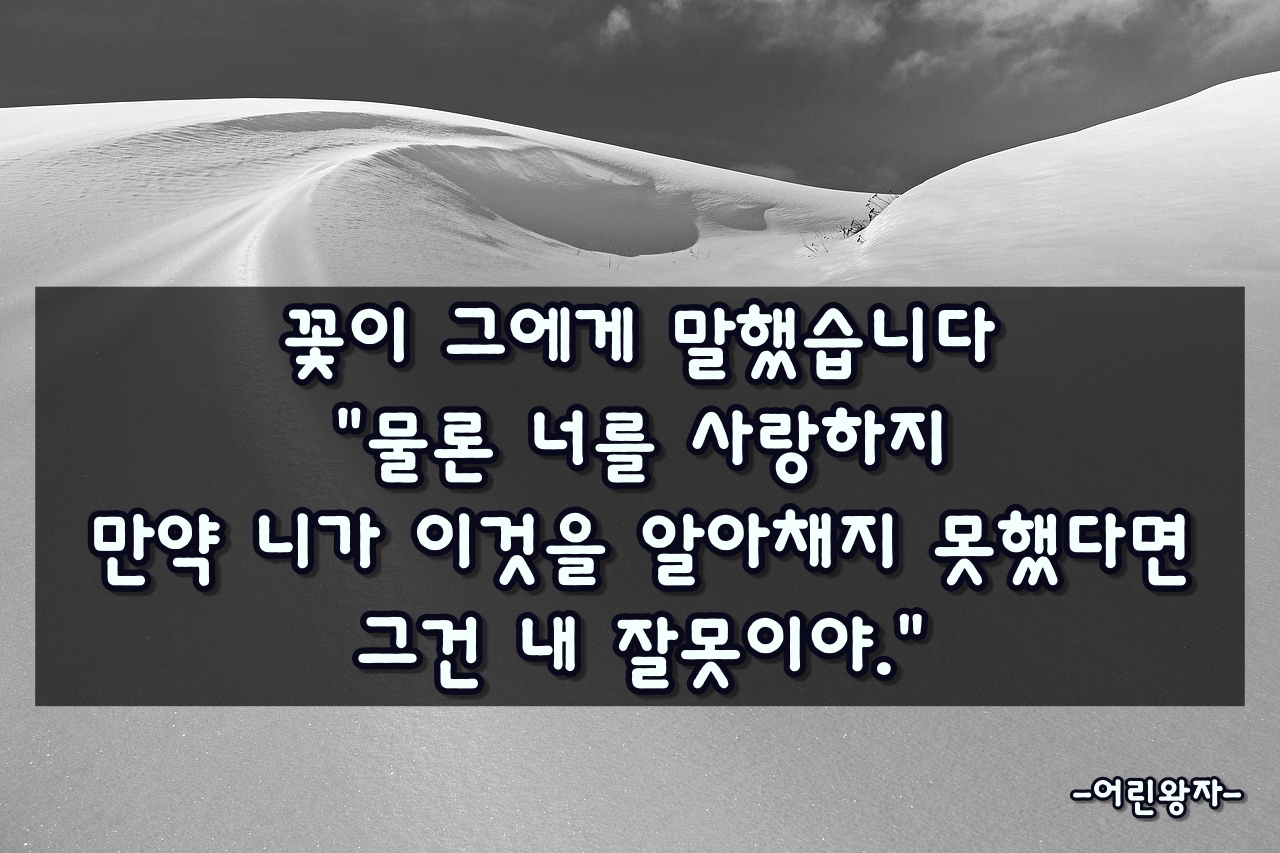 꽃이 그에게 말했습니다
"물론 너를 사랑하지
만약 니가 이것을 알아채지 못했다면
그건 내 잘못이야."
-어린왕자-